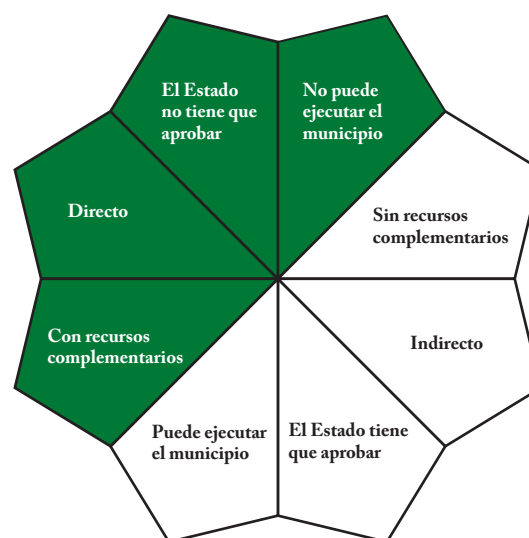 El Estado
no tiene que
aprobar
No puede
ejecutar el
municipio
Directo
Sin recursos
complementarios
Con recursos
complementarios
Indirecto
Puede ejecutar
el municipio
El Estado tiene
que aprobar